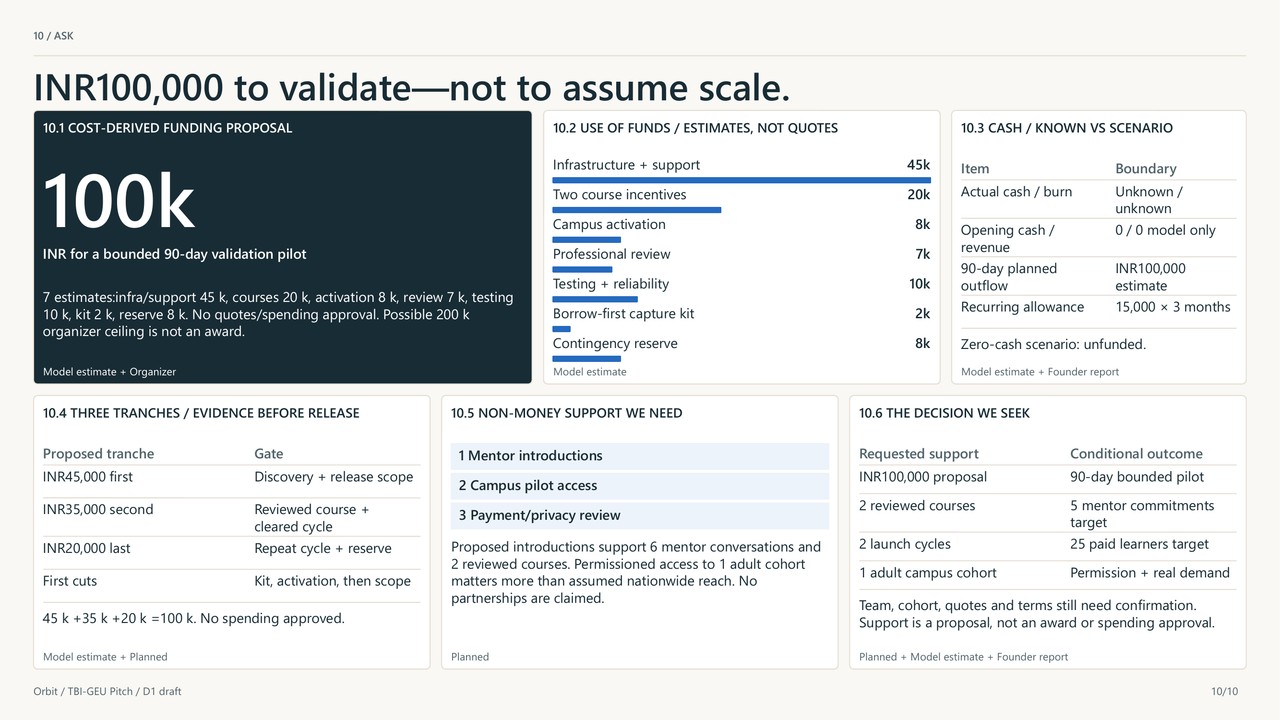 10 / ASK
INR100,000 to validate—not to assume scale.
10.1 COST-DERIVED FUNDING PROPOSAL
100k
INR for a bounded 90-day validation pilot
7 estimates:infra/support 45 k, courses 20 k, activation 8 k, review 7 k, testing
10 k, kit 2 k, reserve 8 k. No quotes/spending approval. Possible 200 k
organizer ceiling is not an award.
Model estimate + Organizer
10.2 USE OF FUNDS / ESTIMATES, NOT QUOTES
Infrastructure + support 45k
Two course incentives 20k
Campus activation 8k
Professional review 7k
Testing + reliability 10k
Borrow-first capture kit 2k
Contingency reserve 8k
Model estimate
10.3 CASH / KNOWN VS SCENARIO
Item Boundary
Actual cash / burn Unknown /
unknown
Opening cash / 0 / 0 model only
revenue
90-day planned INR100,000
outflow estimate
Recurring allowance 15,000 × 3 months
Zero-cash scenario: unfunded.
Model estimate + Founder report
10.4 THREE TRANCHES / EVIDENCE BEFORE RELEASE
Proposed tranche Gate
INR45,000 first Discovery + release scope
INR35,000 second Reviewed course +
cleared cycle
INR20,000 last Repeat cycle + reserve
First cuts Kit, activation, then scope
45 k +35 k +20 k =100 k. No spending approved.
Model estimate + Planned
10.5 NON-MONEY SUPPORT WE NEED
1 Mentor introductions
2 Campus pilot access
3 Payment/privacy review
Proposed introductions support 6 mentor conversations and
2 reviewed courses. Permissioned access to 1 adult cohort
matters more than assumed nationwide reach. No
partnerships are claimed.
Planned
10.6 THE DECISION WE SEEK
Requested support Conditional outcome
INR100,000 proposal 90-day bounded pilot
2 reviewed courses 5 mentor commitments
target
2 launch cycles 25 paid learners target
1 adult campus cohort Permission + real demand
Team, cohort, quotes and terms still need confirmation.
Support is a proposal, not an award or spending approval.
Planned + Model estimate + Founder report
Orbit / TBI-GEU Pitch / D1 draft
10/10